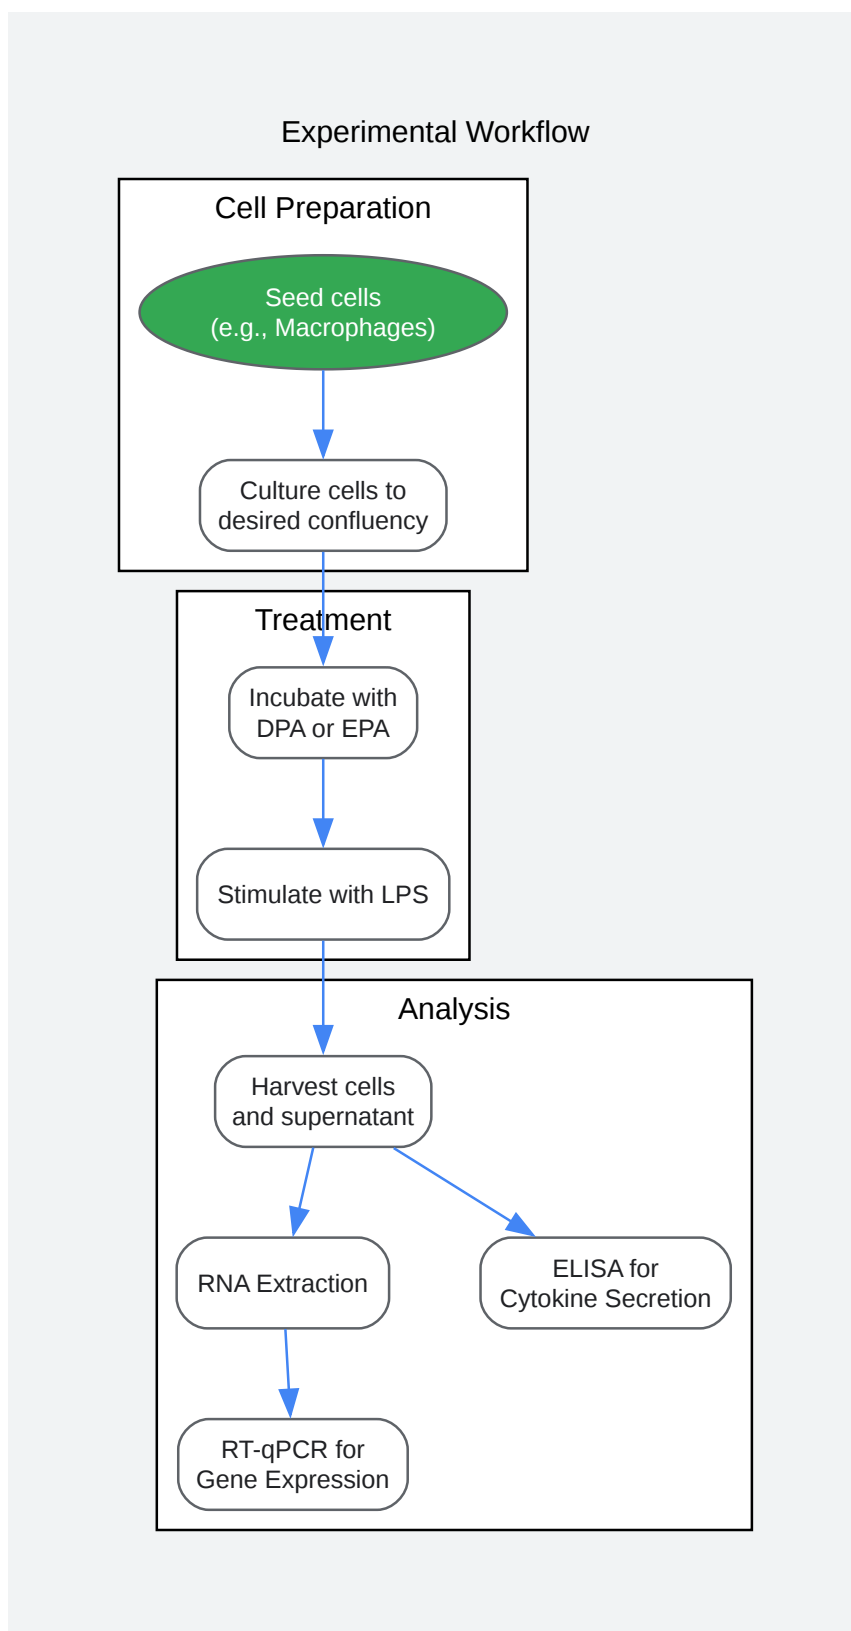 Experimental Workflow
Cell Preparation
Seed cells
(e.g., Macrophages)
Culture cells to
desired confluency
Treatment
Incubate with
DPA or EPA
Stimulate with LPS
Analysis
Harvest cells
and supernatant
RNA Extraction
ELISA for
Cytokine Secretion
RT-qPCR for
Gene Expression